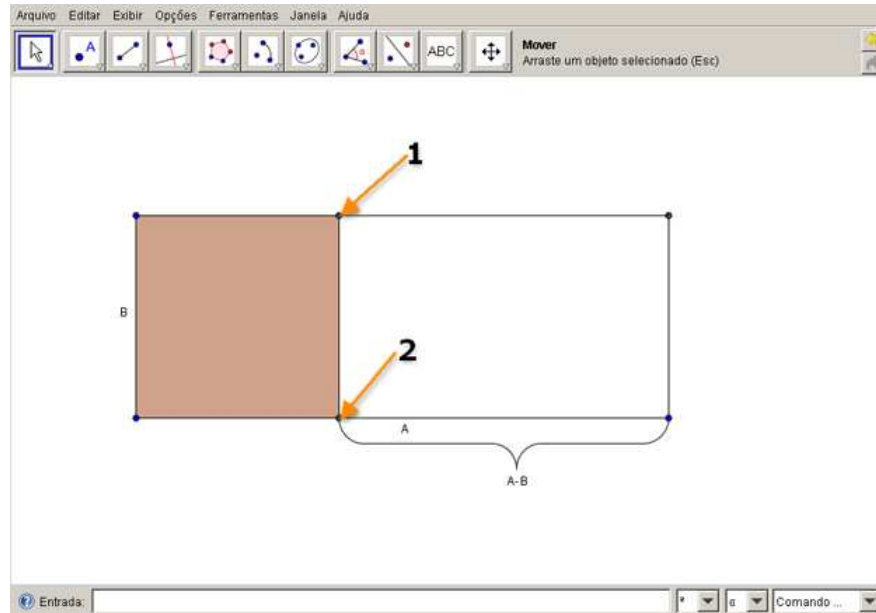 Arquivo Editar Exibir Opções Ferramentas Janela Ajuda
A
ABC
Mover
Arraste um objeto selecionado (Esc)
1
B
2
A
A-B
Entrada:
α
Comando ...